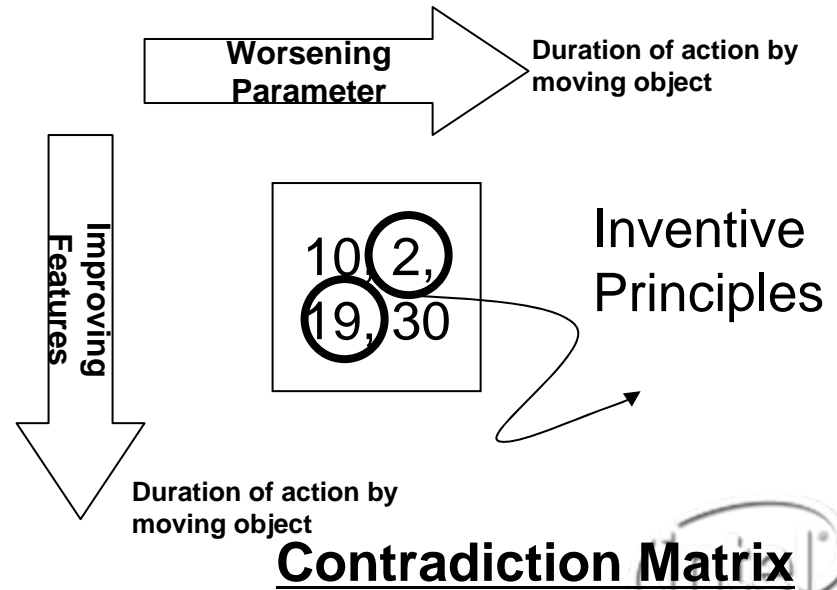 Worsening
Parameter
Duration of action by
moving object
Improving
Features
10, 2,
19, 30
Inventive
Principles
Duration of action by
moving object
Contradiction Matrix